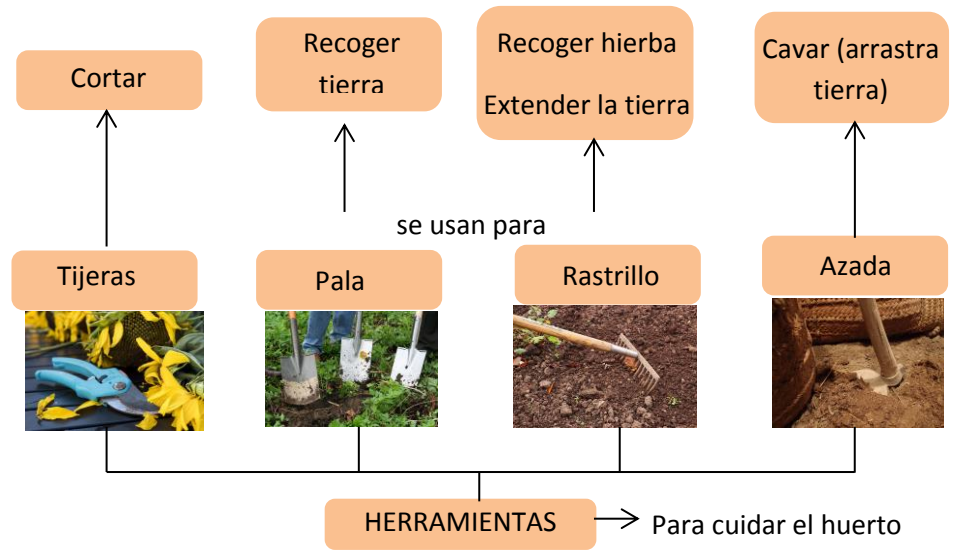 Cortar
Recoger
tierra
Recoger hierba
Extender la tierra
Cavar (arrastra
tierra)
se usan para
Tijeras
Pala
Rastrillo
Azada
HERRAMIENTAS
Para cuidar el huerto